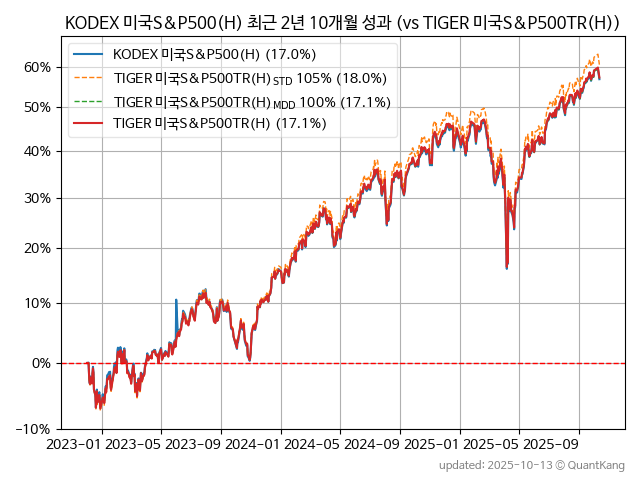 KODEX 미국S&P500(H) 최근 2년 10개월 성과 (vs TIGER 미국S&P500TR(H))
KODEX 미국S&P500(H) (17.0%)
TIGER 미국S&P500TR(H) STD 105% (18.0%)
TIGER 미국S&P500TR(H) MDD 100% (17.1%)
TIGER 미국S&P500TR(H) (17.1%)
60%
50%
40%
30%
20%
10%
0%
-10%
2023-01 2023-05 2023-09 2024-01 2024-05 2024-09 2025-01 2025-05 2025-09
updated: 2025-10-13 © QuantKang